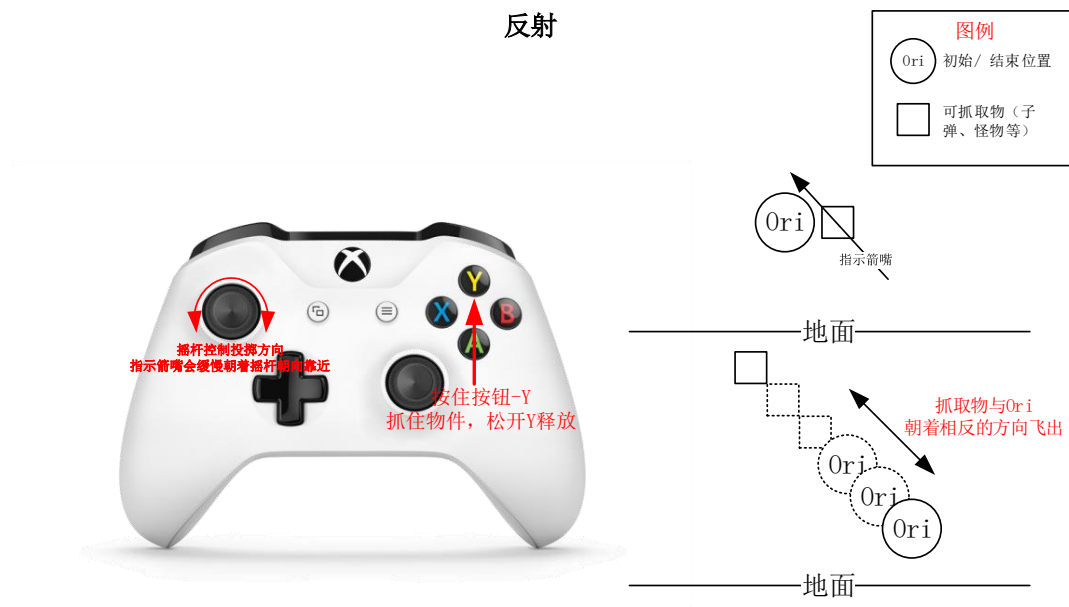 反射
图例
Ori
初始/ 结束位置
可抓取物（子
弹、怪物等）
Ori
指示箭嘴
地面
Y
X
B
A
摇杆控制投掷方向
指示箭嘴会缓慢朝着摇杆朝向靠近
按住按钮-Y
抓住物件，松开Y释放
抓取物与Ori
朝着相反的方向飞出
Ori
Ori
Ori
地面